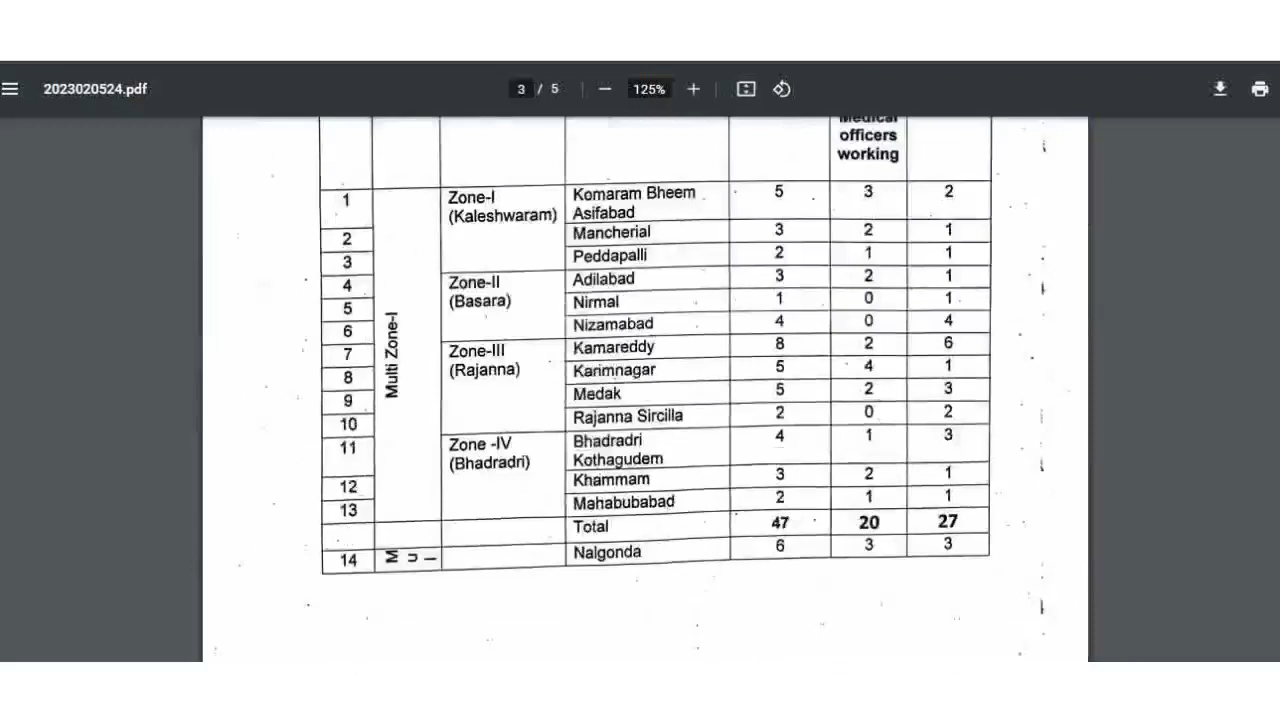 2023020524.pdf
3 / 5
125%
Medical
officers
working
1 Zone-I Komaram Bheem 5 3 2
(Kaleshwaram) Asifabad
2 Mancherial 3 2 1
3 Peddapalli 2 1 1
4 Zone-II Adilabad 3 2 1
5 (Basara) Nirmal 1 0 1
6 Nizamabad 4 0 4
Multi Zone-I
7 Zone-III Kamareddy 8 2 6
8 (Rajanna) Karimnagar 5 4 1
9 Medak 5 2 3
10 Rajanna Sircilla 2 0 2
11 Zone -IV Bhadradri 4 1 3
(Bhadradri) Kothagudem
12 Khammam 3 2 1
13 Mahabubabad 2 1 1
Total 47 20 27
14 M u l Nalgonda 6 3 3